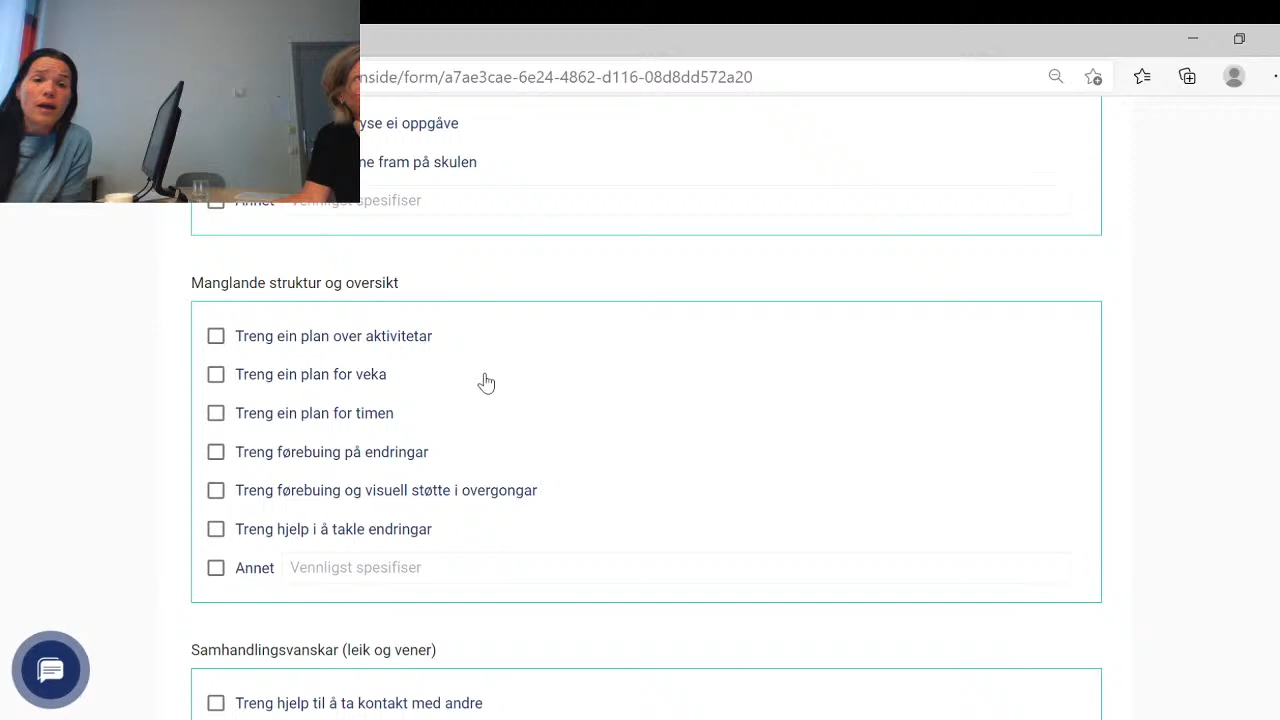 nside/form/a7ae3cae-6e24-4862-d116-08d8dd572a20
yse ei oppgåve
ne fram på skulen
Annet Vennligst spesifiser
Manglande struktur og oversikt
Treng ein plan over aktivitetar
Treng ein plan for veka
Treng ein plan for timen
Treng førebuing på endringar
Treng førebuing og visuell støtte i overgongar
Treng hjelp i å takle endringar
Annet Vennligst spesifiser
Samhandlingsvanskar (leik og vener)
Treng hjelp til å ta kontakt med andre